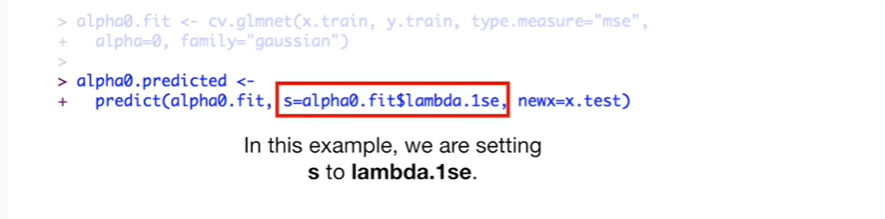 > alpha0.fit <- cv.glmnet(x.train, y.train, type.measure="mse",
+   alpha=0, family="gaussian")
>
> alpha0.predicted <-
+   predict(alpha0.fit, s=alpha0.fit$lambda.1se, newx=x.test)
In this example, we are setting
s to lambda.1se.